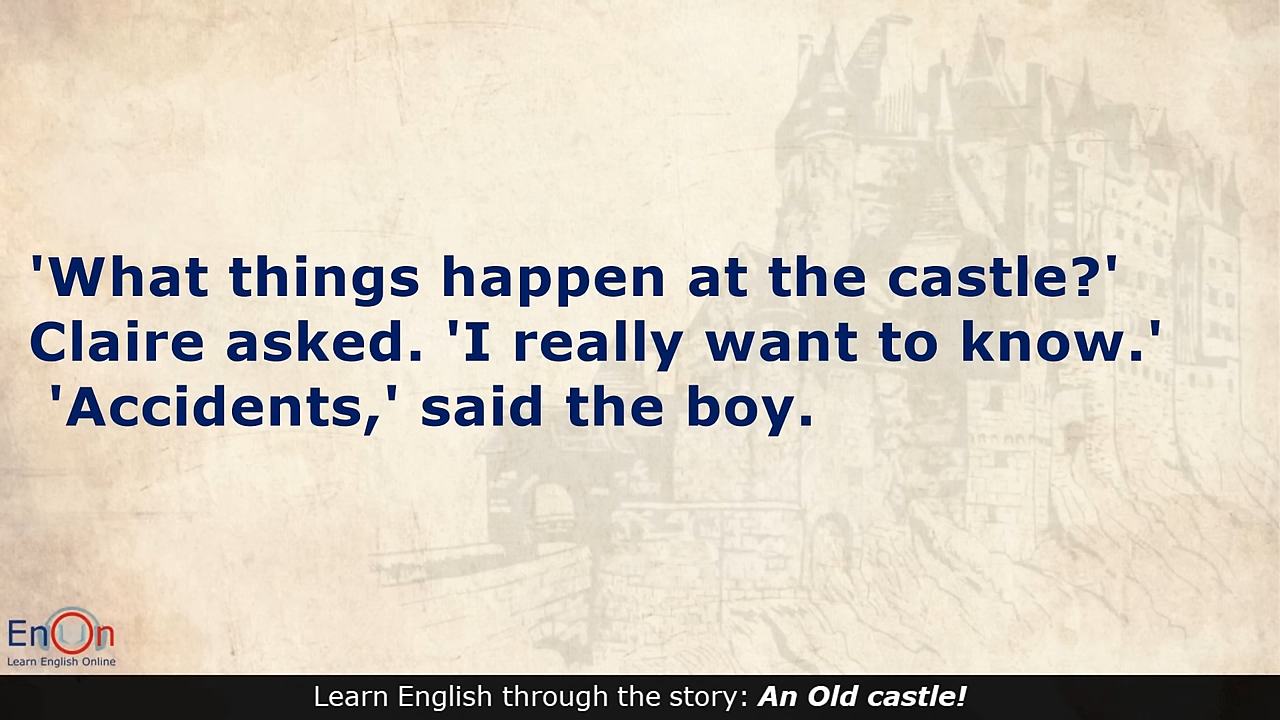 'What things happen at the castle?'
Claire asked. 'I really want to know.'
'Accidents,' said the boy.
EnOn
Learn English Online
Learn English through the story: An Old castle!